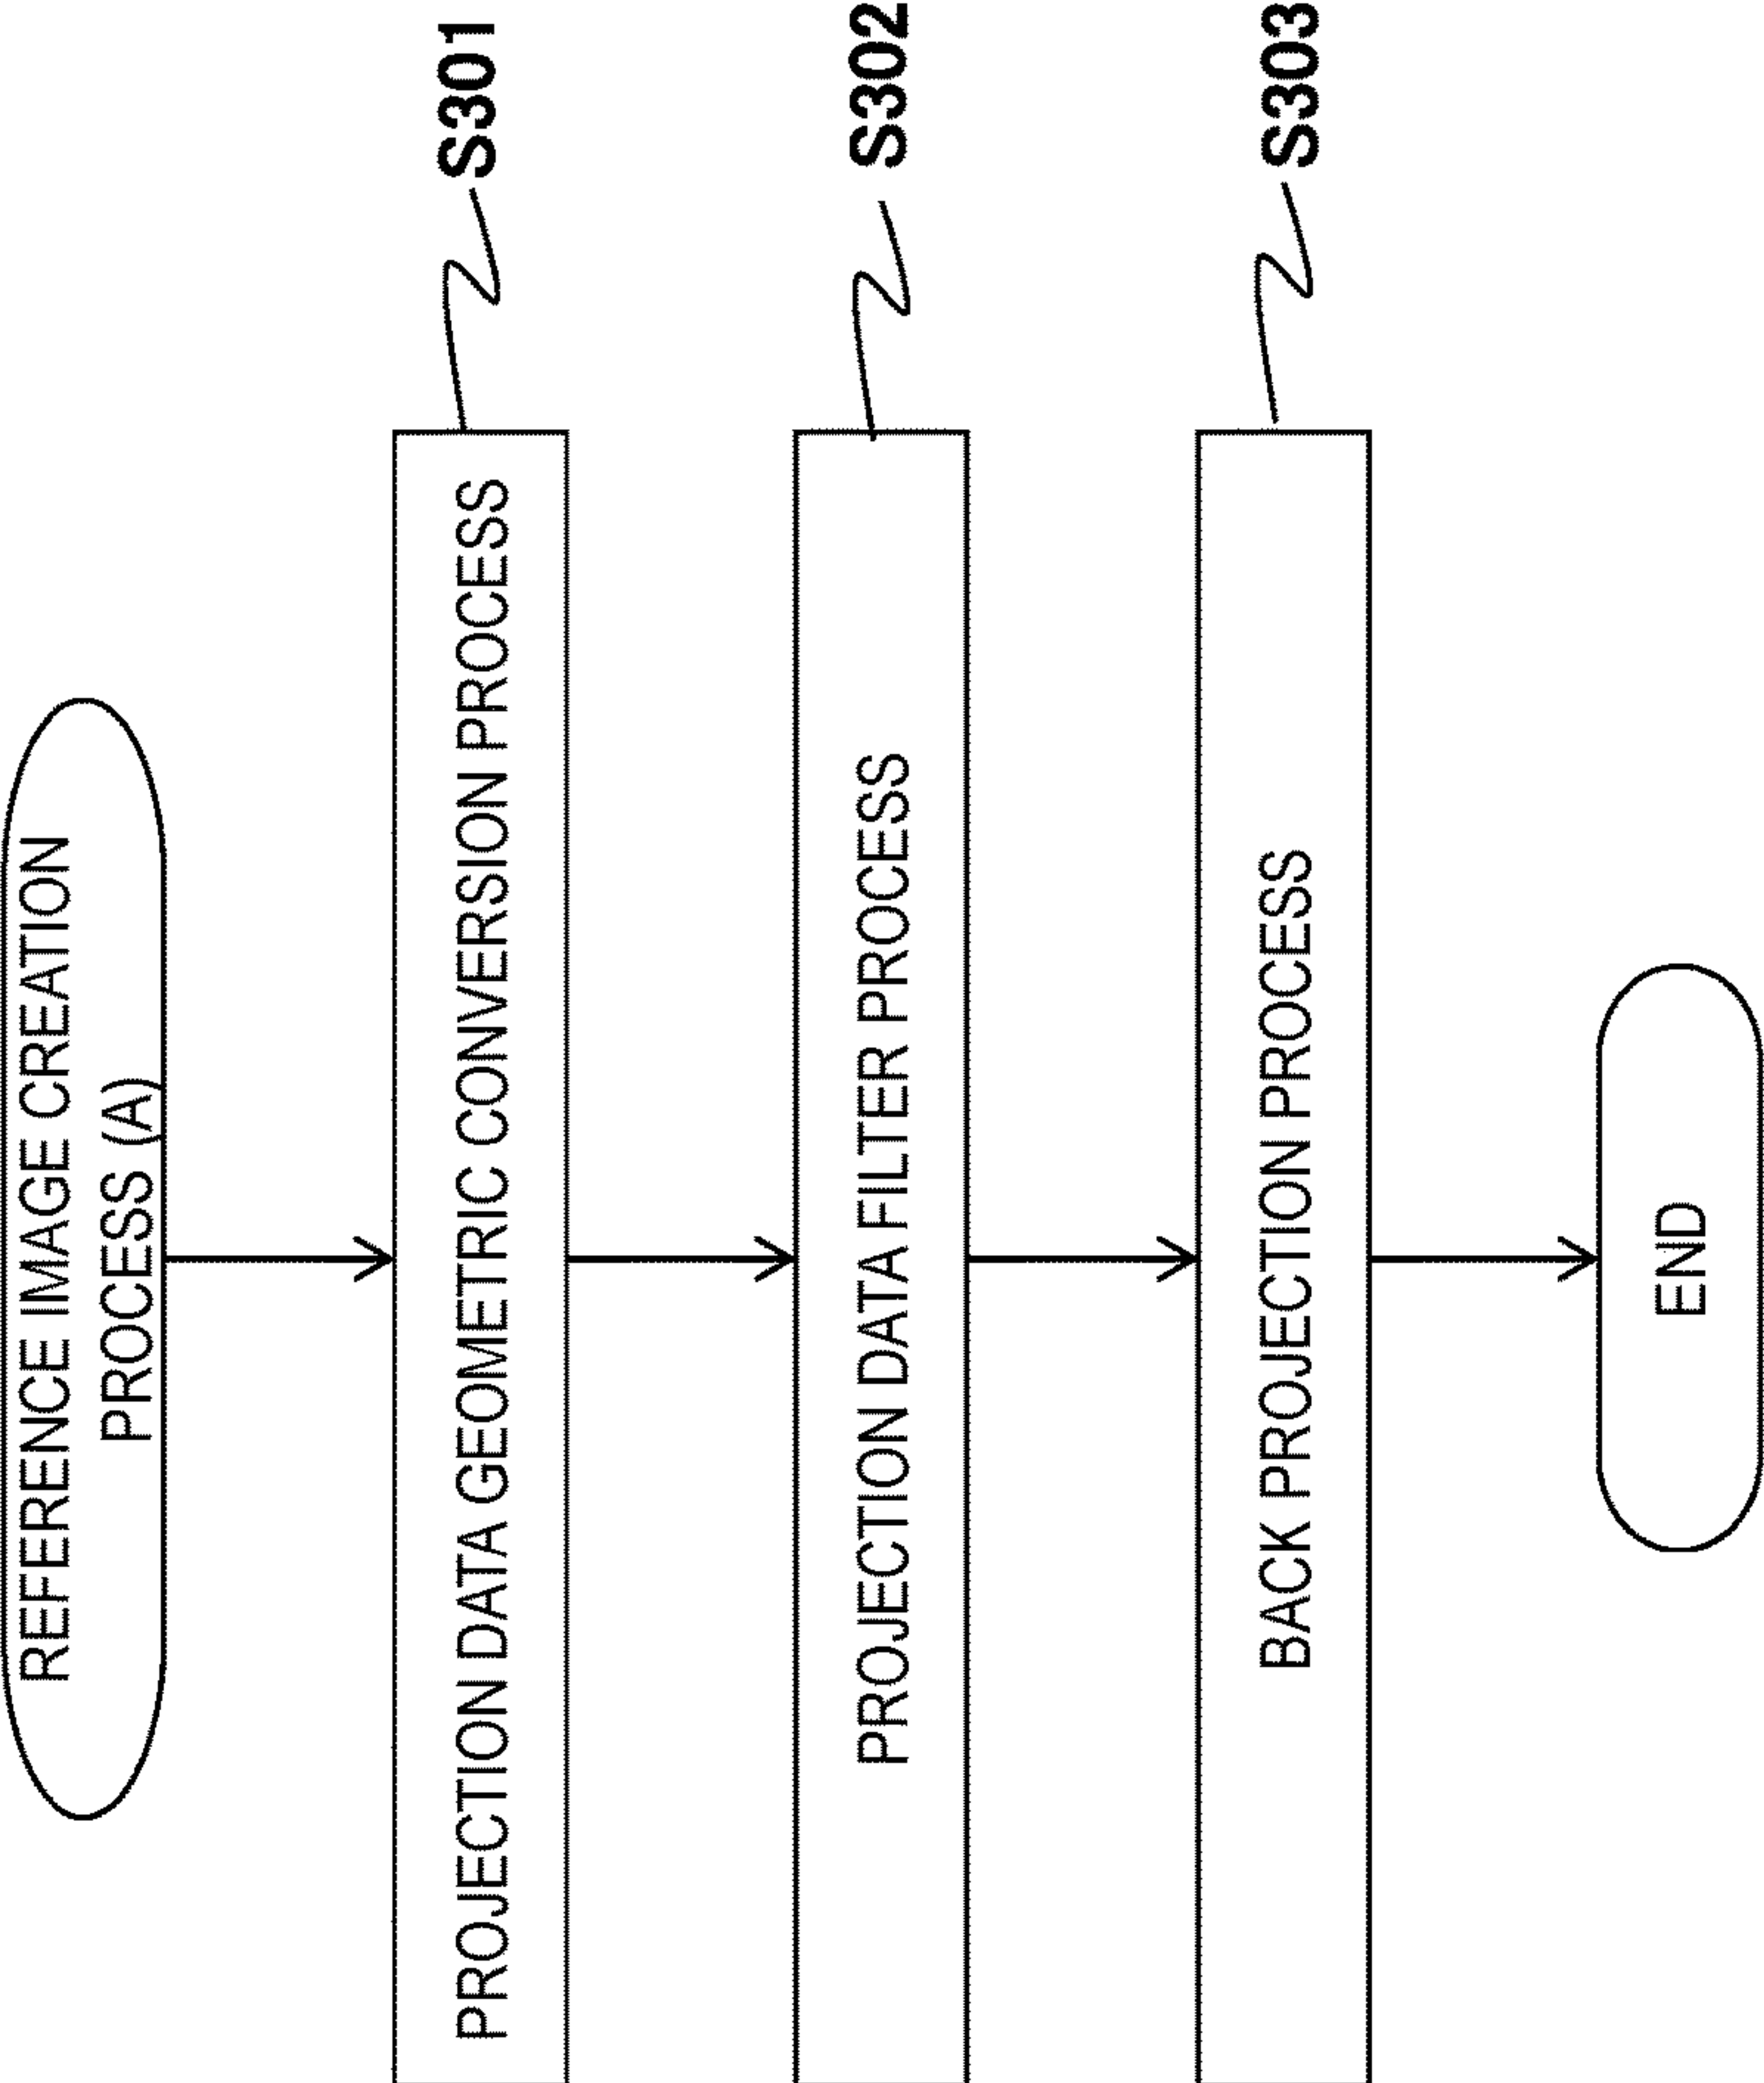 REFERENCE IMAGE CREATION
PROCESS (A)
PROJECTION DATA GEOMETRIC CONVERSION PROCESS
S301
PROJECTION DATA FILTER PROCESS
S302
BACK PROJECTION PROCESS
S303
END